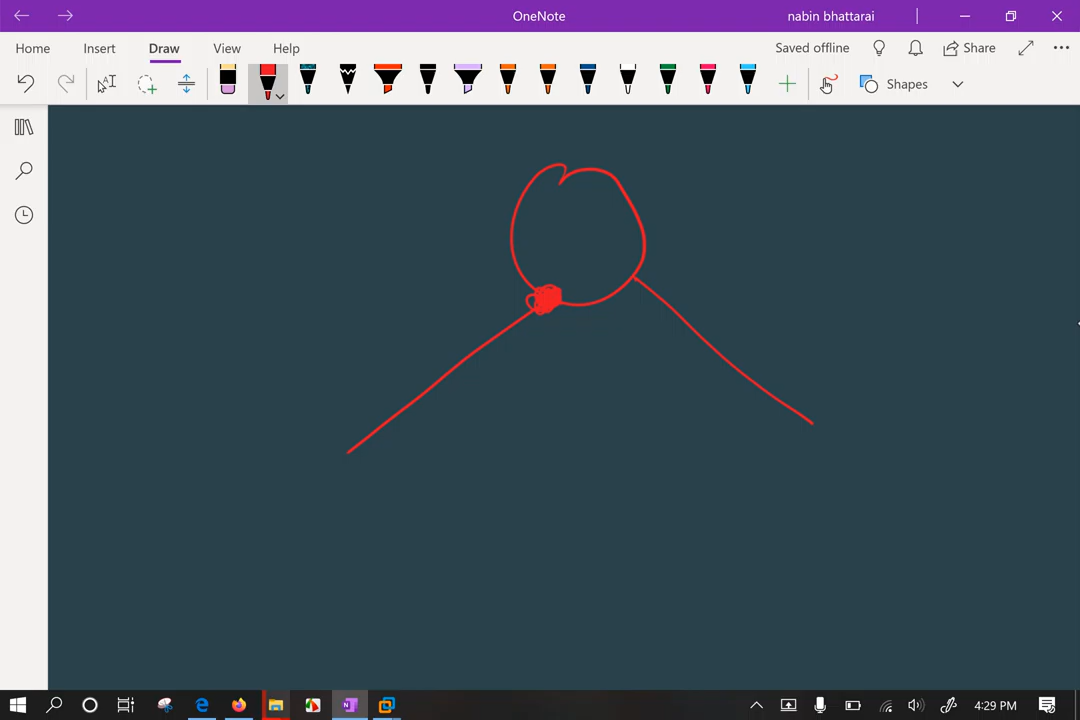 OneNote
nabin bhattarai
Home Insert Draw View Help
Saved offline
Share
Shapes
4:29 PM